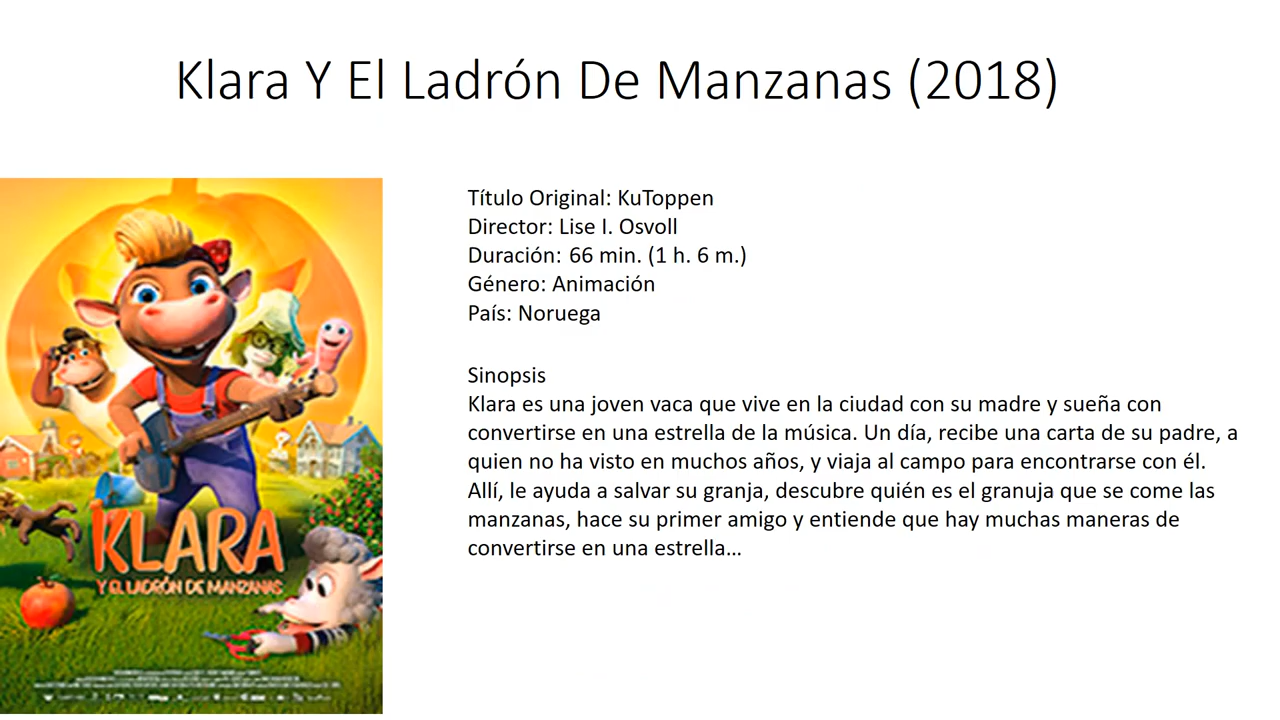 Klara Y El Ladrón De Manzanas (2018)
Título Original: KuToppen
Director: Lise I. Osvoll
Duración: 66 min. (1 h. 6 m.)
Género: Animación
País: Noruega
Sinopsis
Klara es una joven vaca que vive en la ciudad con su madre y sueña con
convertirse en una estrella de la música. Un día, recibe una carta de su padre, a
quien no ha visto en muchos años, y viaja al campo para encontrarse con él.
Allí, le ayuda a salvar su granja, descubre quién es el granuja que se come las
manzanas, hace su primer amigo y entiende que hay muchas maneras de
convertirse en una estrella...
KLARA
Y EL LADRÓN DE MANZANAS